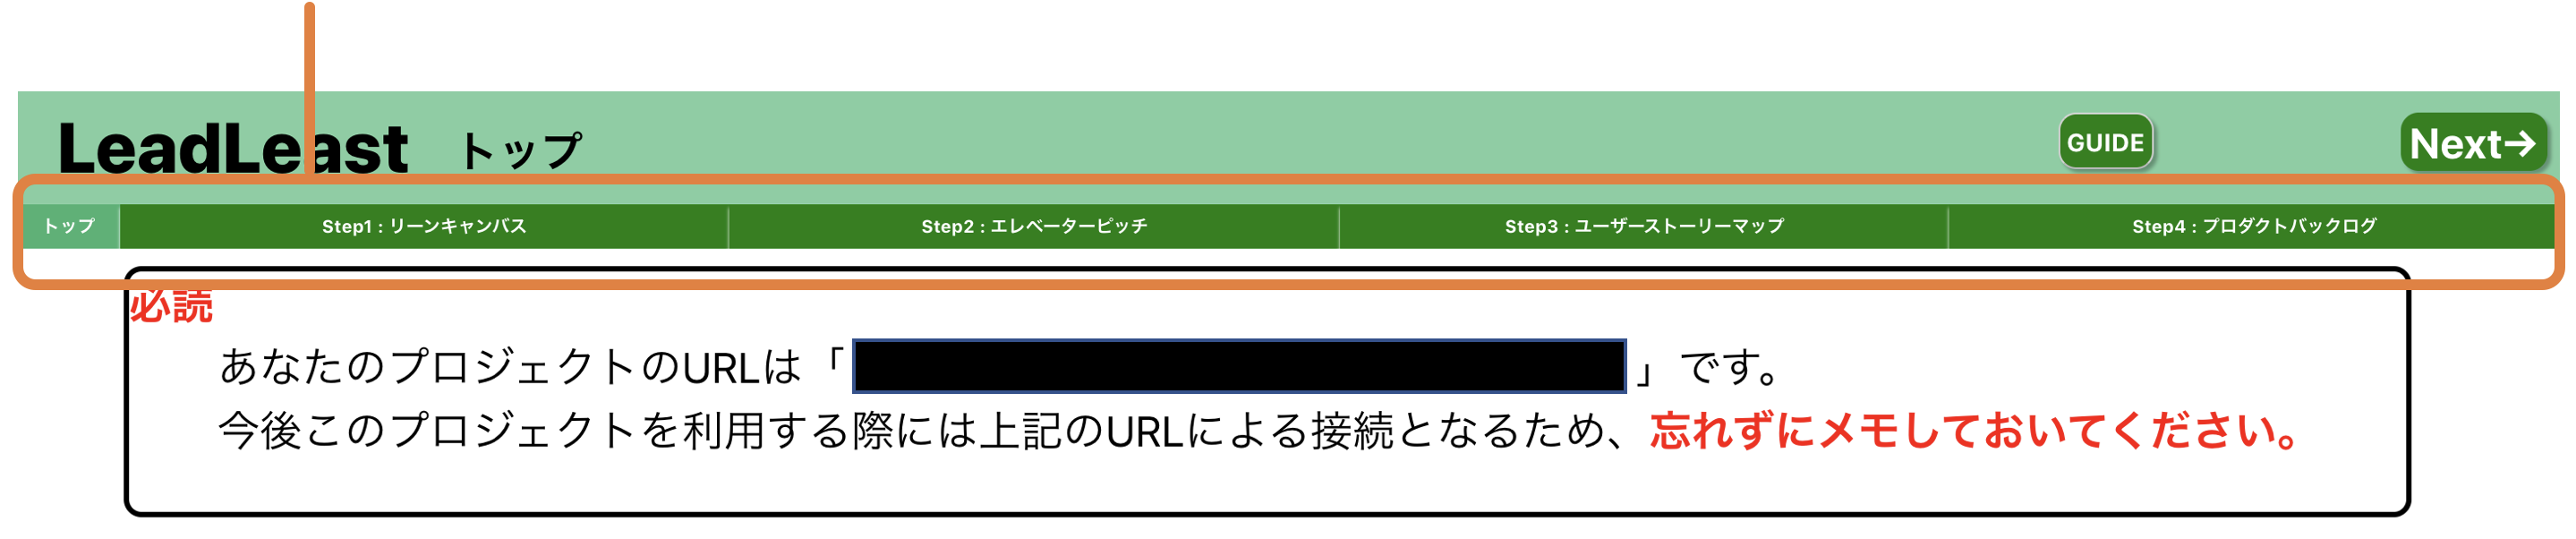 LeadLeast トップ GUIDE Next→
トップ Step1 : リーンキャンバス Step2 : エレベーターピッチ Step3 : ユーザーストーリーマップ Step4 : プロダクトバックログ
必読
あなたのプロジェクトのURLは「 」です。
今後このプロジェクトを利用する際には上記のURLによる接続となるため、忘れずにメモしておいてください。